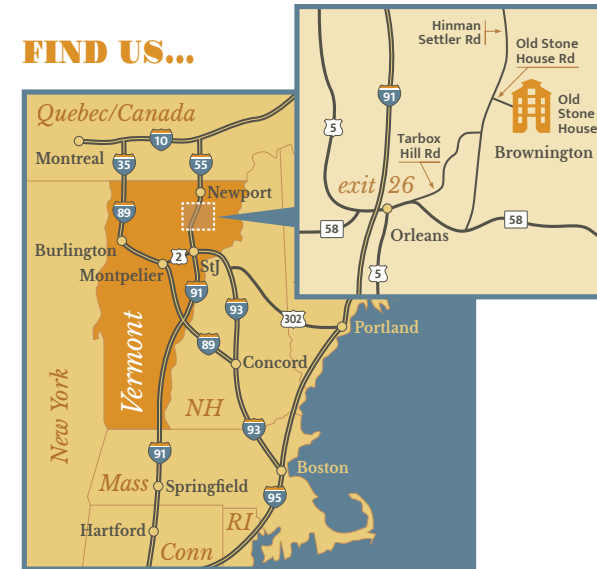 FIND US...
Hinman
Settler Rd
Old Stone
House Rd
91
5
Old
Stone
House
Tarbox
Hill Rd
Brownington
exit 26
58
58
Orleans
5
Quebec/Canada
10
Montreal
35
55
Newport
89
Burlington
2
StJ
Montpelier
91
93
302
Portland
Vermont
89
Concord
New York
NH
93
91
Boston
Mass
Springfield
95
Hartford
RI
Conn